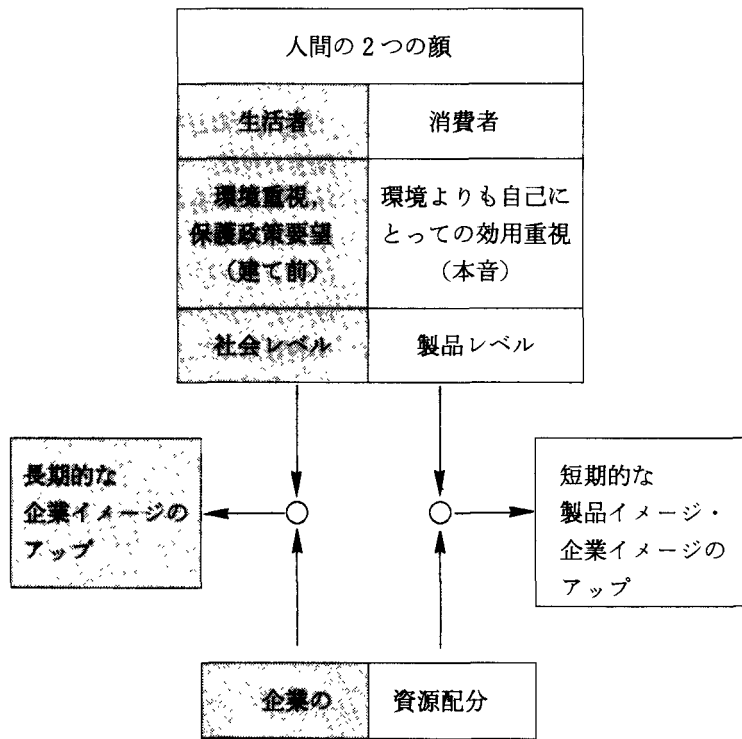 人間の2つの顔
生活者
消費者
環境重視,
保護政策要望
(建て前)
環境よりも自己に
とっての効用重視
(本音)
社会レベル
製品レベル
長期的な
企業イメージの
アップ
短期的な
製品イメージ・
企業イメージの
アップ
企業の 資源配分